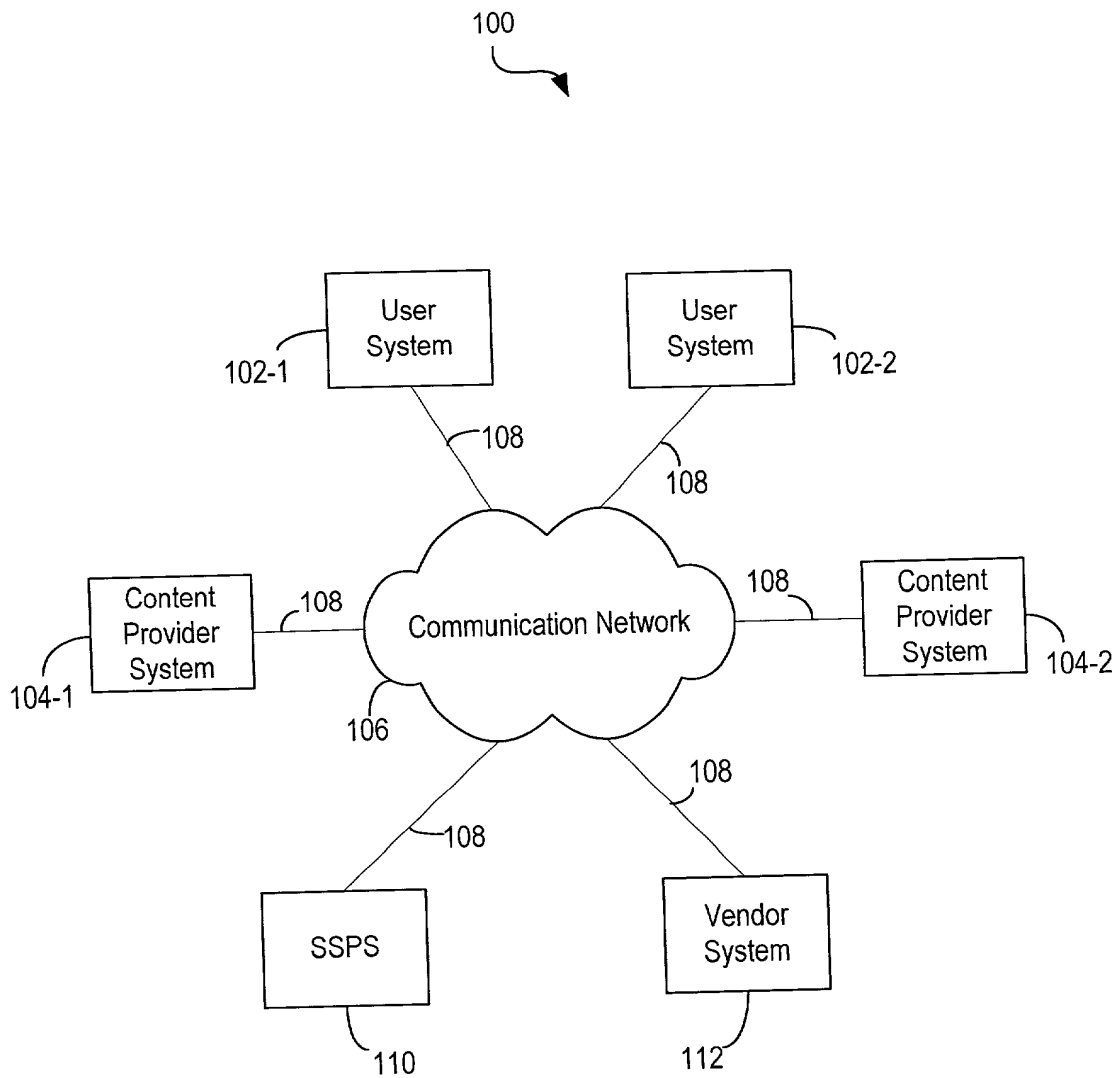 100
User
System
User
System
102-1
102-2
108
108
Content
Provider
System
108
Communication Network
108
Content
Provider
System
104-1
106
104-2
108
108
SSPS
Vendor
System
110
112